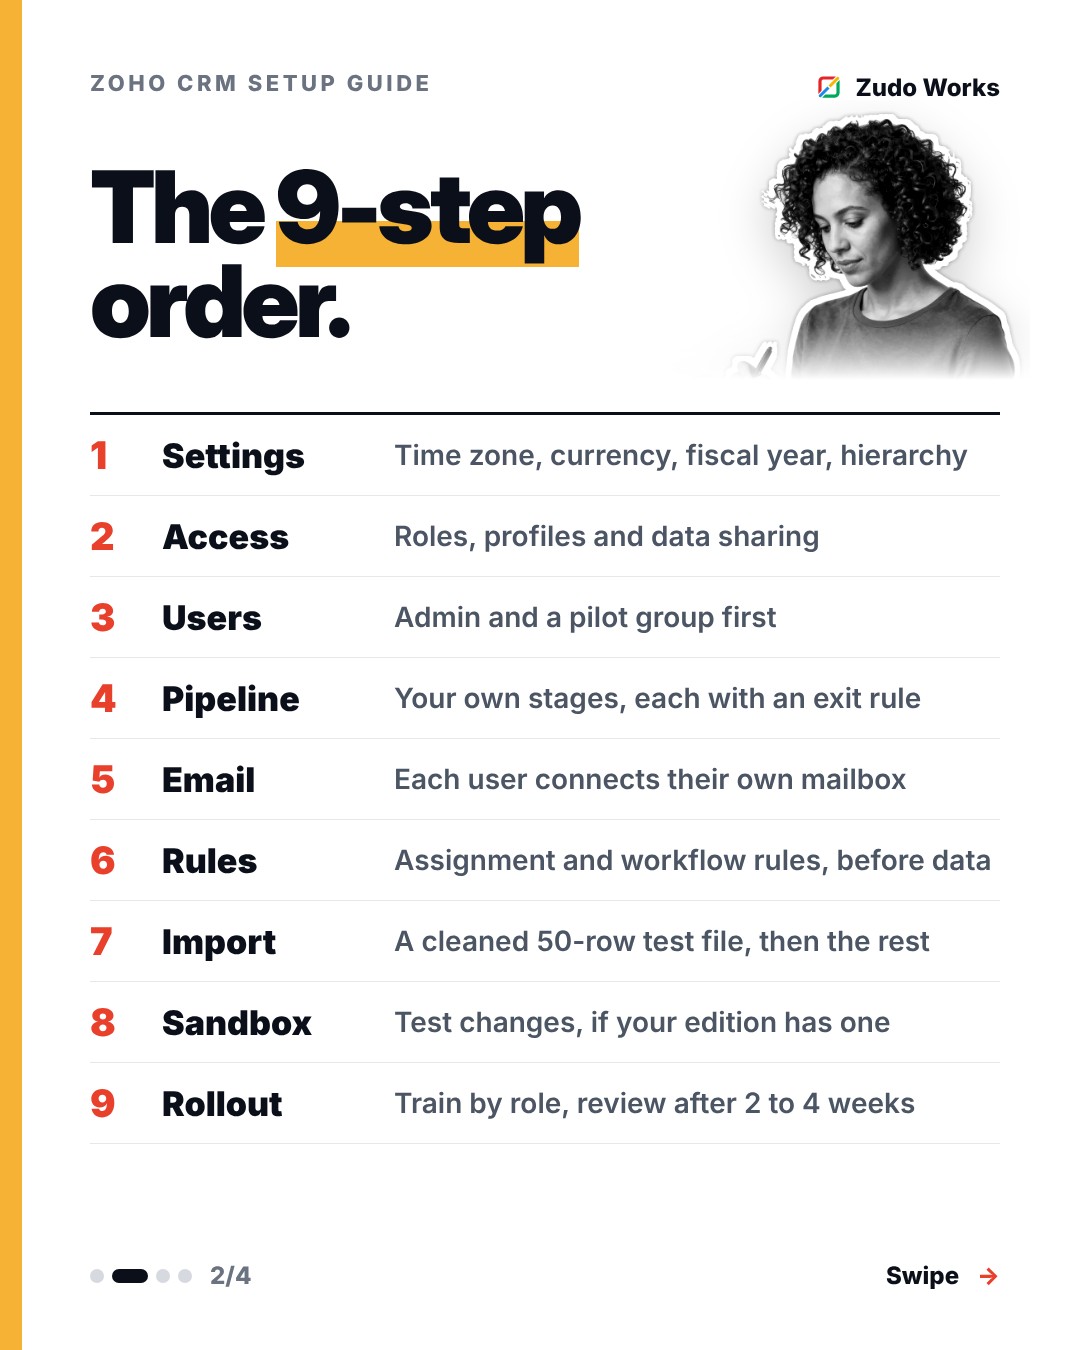 ZOHO CRM SETUP GUIDE
Zudo Works
The 9-step
order.
1 Settings Time zone, currency, fiscal year, hierarchy
2 Access Roles, profiles and data sharing
3 Users Admin and a pilot group first
4 Pipeline Your own stages, each with an exit rule
5 Email Each user connects their own mailbox
6 Rules Assignment and workflow rules, before data
7 Import A cleaned 50-row test file, then the rest
8 Sandbox Test changes, if your edition has one
9 Rollout Train by role, review after 2 to 4 weeks
2/4
Swipe →